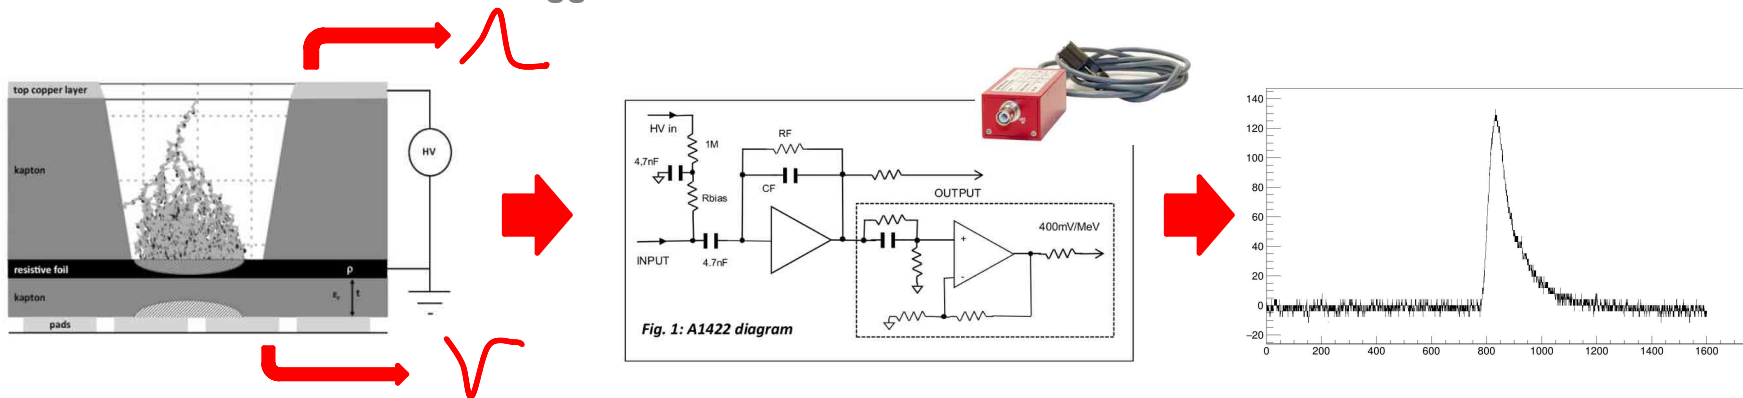 top copper layer
kapton
HV
resistive foil
ρ
kapton
εr
t
pads
HV in
1M
4,7nF
Rbias
RF
CF
OUTPUT
INPUT
4.7nF
+
-
400mV/MeV
Fig. 1: A1422 diagram
140
120
100
80
60
40
20
0
−20
0 200 400 600 800 1000 1200 1400 1600